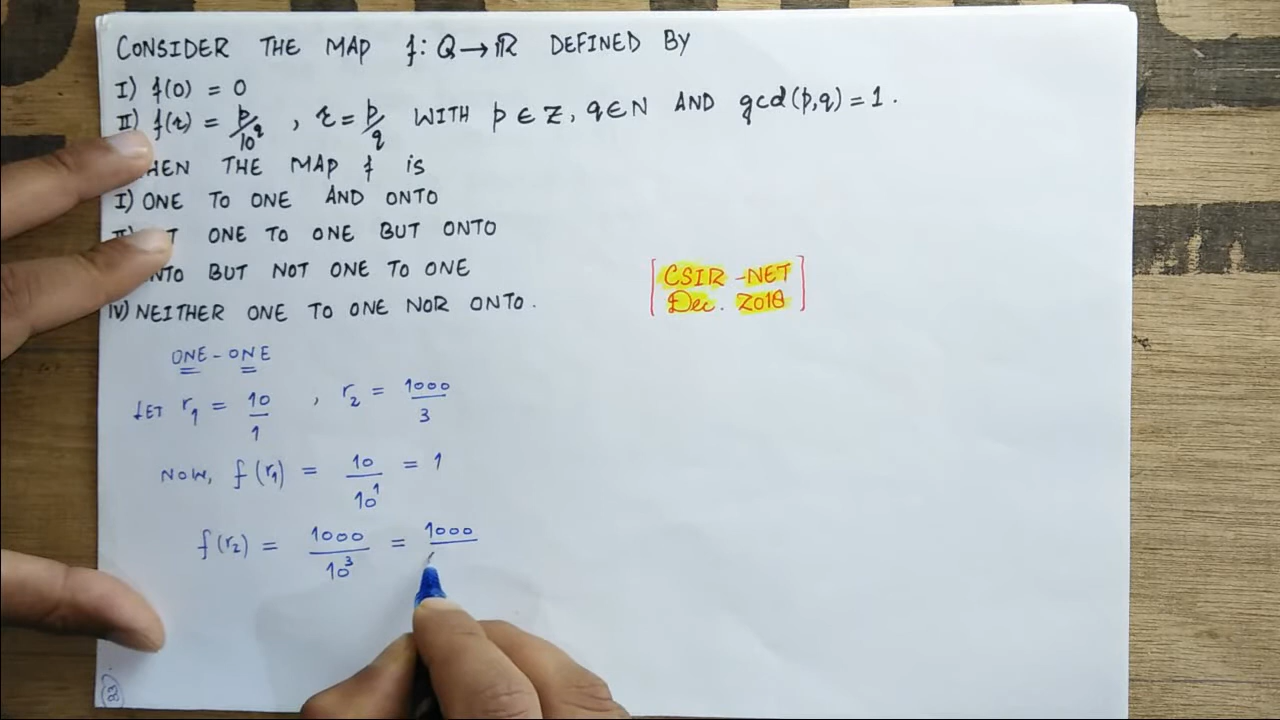 CONSIDER THE MAP f: Q→ℝ DEFINED BY
I) f(0) = 0
II) f(r) = p/10^q , r = p/q WITH p ∈ Z, q ∈ N AND gcd(p,q) = 1.
THE MAP f is
I) ONE TO ONE AND ONTO
ONE TO ONE BUT ONTO
BUT NOT ONE TO ONE
IV) NEITHER ONE TO ONE NOR ONTO.
[CSIR -NET
Dec. 2018]
ONE - ONE
LET r₁ = 10/1 , r₂ = 1000/3
NOW, f(r₁) = 10/10^1 = 1
f(r₂) = 1000/10^3 = 1000